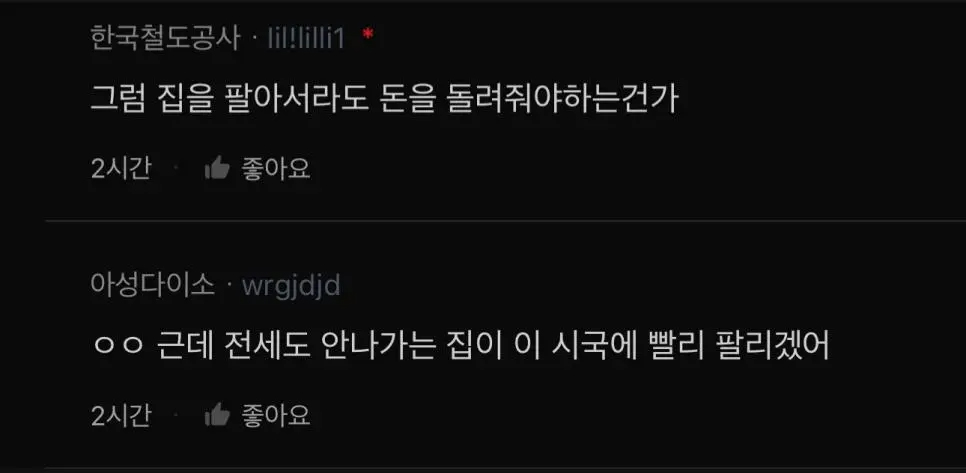 한국철도공사 · lil!lilli1 *
그럼 집을 팔아서라도 돈을 돌려줘야하는건가
2시간 · 좋아요
아성다이소 · wrgjdjd
ㅇㅇ 근데 전세도 안나가는 집이 이 시국에 빨리 팔리겠어
2시간 · 좋아요